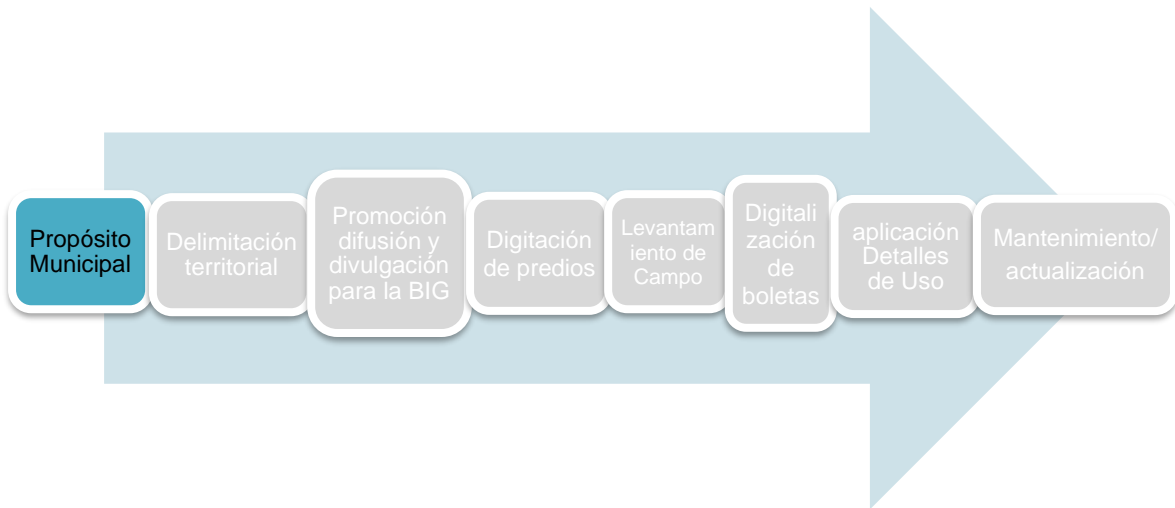 Propósito
Municipal
Delimitación
territorial
Promoción
difusión y
divulgación
para la BIG
Digitación
de predios
Levantam
iento de
Campo
Digitali
zación
de
boletas
aplicación
Detalles
de Uso
Mantenimiento/
actualización